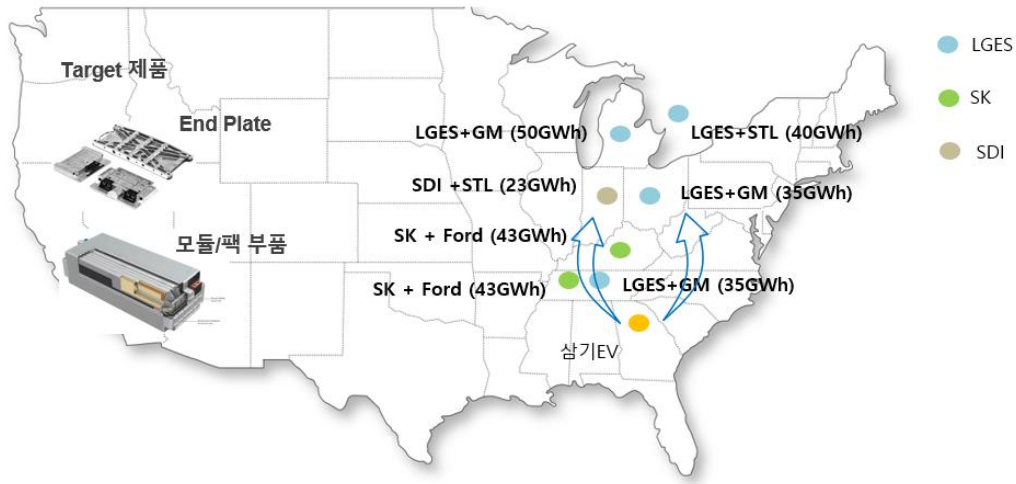 Target 제품
End Plate
모듈/팩 부품
LGES+GM (50GWh)
LGES+STL (40GWh)
SDI +STL (23GWh)
LGES+GM (35GWh)
SK + Ford (43GWh)
SK + Ford (43GWh)
LGES+GM (35GWh)
삼기EV
LGES
SK
SDI